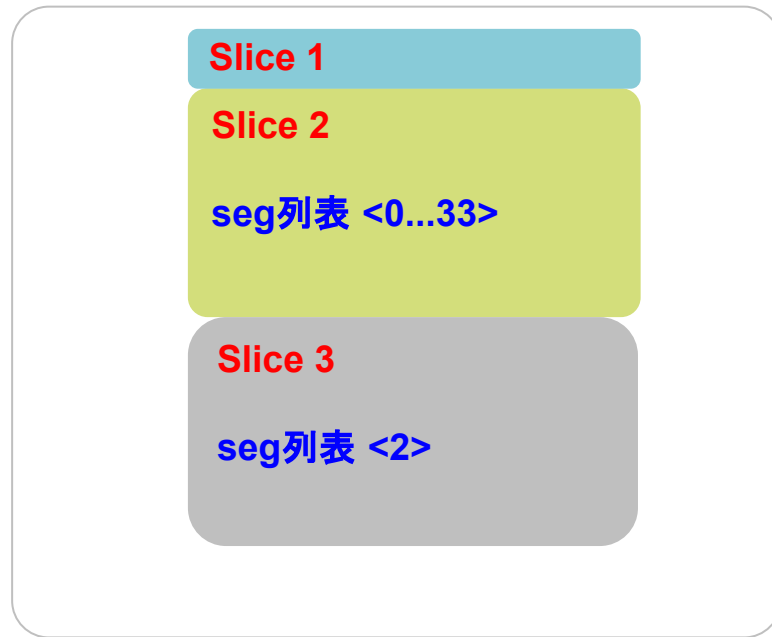 Slice 1
Slice 2
seg列表 <0...33>
Slice 3
seg列表 <2>